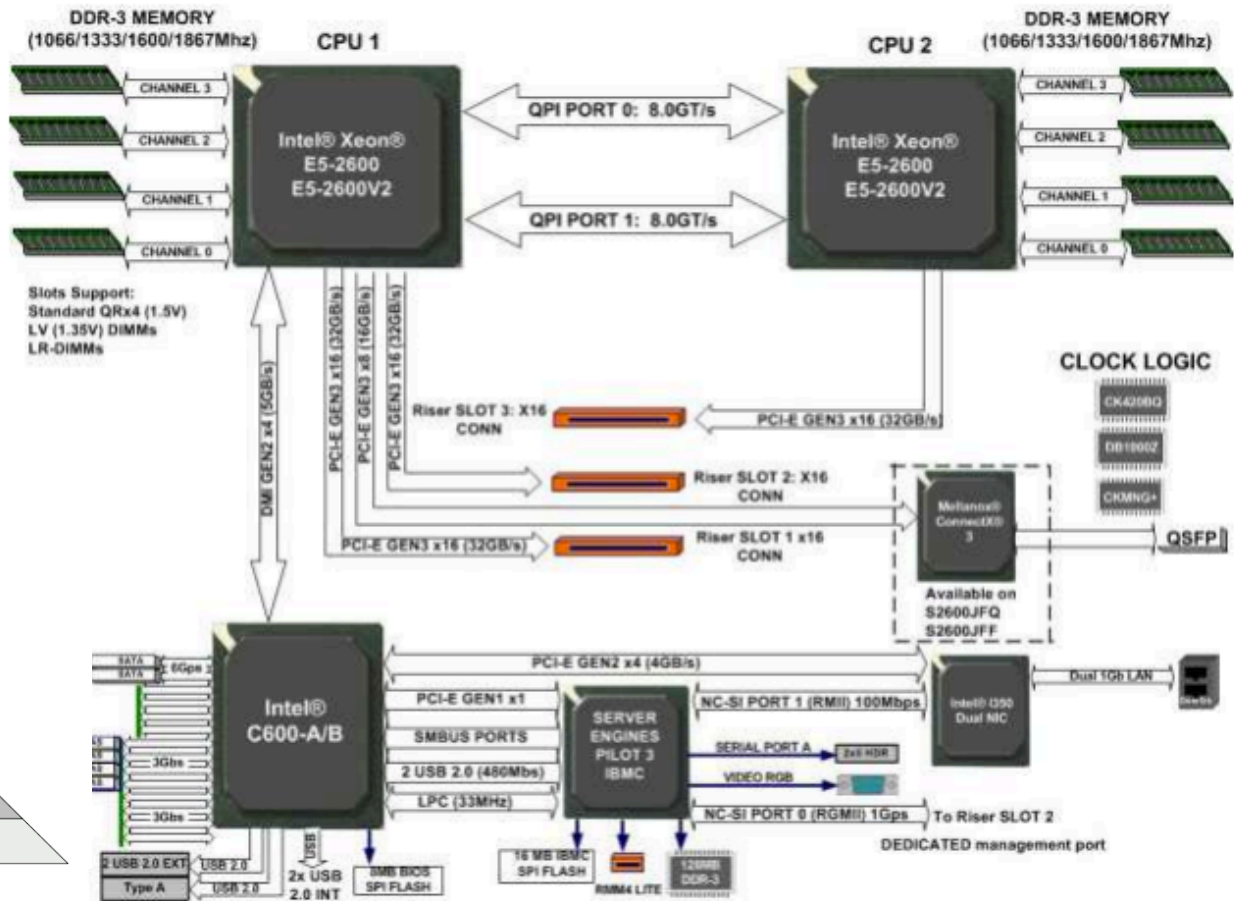 DDR-3 MEMORY
(1066/1333/1600/1867Mhz)
CPU 1
CPU 2
DDR-3 MEMORY
(1066/1333/1600/1867Mhz)
CHANNEL 3
CHANNEL 2
CHANNEL 1
CHANNEL 0
Intel® Xeon®
E5-2600
E5-2600V2
QPI PORT 0: 8.0GT/s
QPI PORT 1: 8.0GT/s
Intel® Xeon®
E5-2600
E5-2600V2
CHANNEL 3
CHANNEL 2
CHANNEL 1
CHANNEL 0
Slots Support:
Standard QRx4 (1.5V)
LV (1.35V) DIMMs
LR-DIMMs
DMI GEN2 x4 (5GB/s)
PCI-E GEN3 x16 (32GB/s)
PCI-E GEN3 x8 (16GB/s)
PCI-E GEN3 x16 (32GB/s)
Riser SLOT 3: X16
CONN
PCI-E GEN3 x16 (32GB/s)
Riser SLOT 2: X16
CONN
PCI-E GEN3 x16 (32GB/s)
Riser SLOT 1 x16
CONN
CLOCK LOGIC
CK420BQ
DB1900Z
CKMNG+
Mellanox®
ConnectX®
3
QSFP
Available on
S2600JFQ
S2600JFF
SATA
SATA
6Gps
3Gbs
3Gbs
Intel®
C600-A/B
PCI-E GEN2 x4 (4GB/s)
PCI-E GEN1 x1
SMBUS PORTS
2 USB 2.0 (480Mbs)
LPC (33MHz)
SERVER
ENGINES
PILOT 3
IBMC
NC-SI PORT 1 (RMII) 100Mbps
SERIAL PORT A
2x5 HDR
VIDEO RGB
NC-SI PORT 0 (RGMII) 1Gps
To Riser SLOT 2
DEDICATED management port
Intel® I350
Dual NIC
Dual 1Gb LAN
2 USB 2.0 EXT
USB 2.0
Type A
USB 2.0
USB
2x USB
2.0 INT
8MB BIOS
SPI FLASH
16 MB IBMC
SPI FLASH
RMM4 LITE
128MB
DDR-3